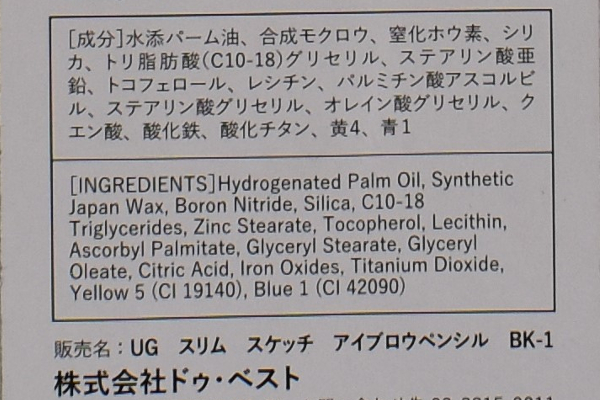 [成分]水添パーム油、合成モクロウ、窒化ホウ素、シリ
カ、トリ脂肪酸(C10-18)グリセリル、ステアリン酸亜
鉛、トコフェロール、レシチン、パルミチン酸アスコルビ
ル、ステアリン酸グリセリル、オレイン酸グリセリル、ク
エン酸、酸化鉄、酸化チタン、黄4、青1
[INGREDIENTS]Hydrogenated Palm Oil, Synthetic
Japan Wax, Boron Nitride, Silica, C10-18
Triglycerides, Zinc Stearate, Tocopherol, Lecithin,
Ascorbyl Palmitate, Glyceryl Stearate, Glyceryl
Oleate, Citric Acid, Iron Oxides, Titanium Dioxide,
Yellow 5 (CI 19140), Blue 1 (CI 42090)
販売名：UG スリム スケッチ アイブロウペンシル BK-1
株式会社ドゥ・ベスト